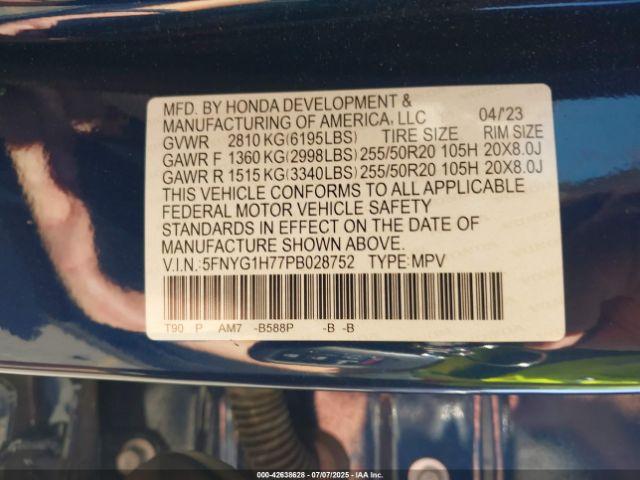 MFD. BY HONDA DEVELOPMENT &
MANUFACTURING OF AMERICA, LLC 04/'23
GVWR 2810 KG(6195LBS) TIRE SIZE RIM SIZE
GAWR F 1360 KG(2998LBS) 255/50R20 105H 20X8.0J
GAWR R 1515 KG(3340LBS) 255/50R20 105H 20X8.0J
THIS VEHICLE CONFORMS TO ALL APPLICABLE
FEDERAL MOTOR VEHICLE SAFETY
STANDARDS IN EFFECT ON THE DATE OF
MANUFACTURE SHOWN ABOVE.
V.I.N.:5FNYG1H77PB028752 TYPE:MPV
T90 P AM7 -B588P -B -B
000-42638628 - 07/07/2025 - IAA Inc.